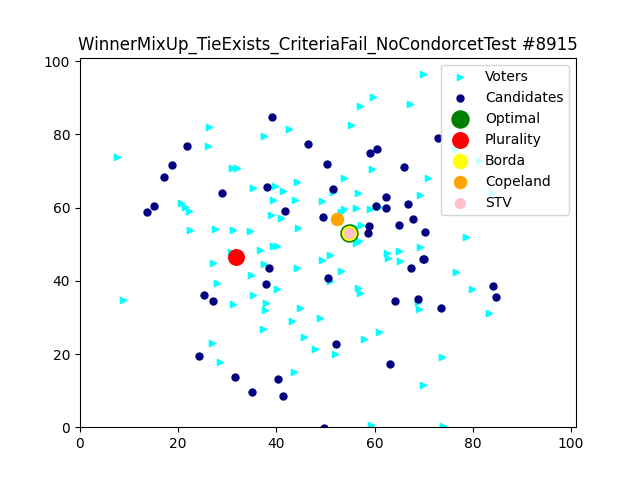 WinnerMixUp_TieExists_CriteriaFail_NoCondorcetTest #8915
100
80
60
40
20
0
0 20 40 60 80 100
Voters
Candidates
Optimal
Plurality
Borda
Copeland
STV